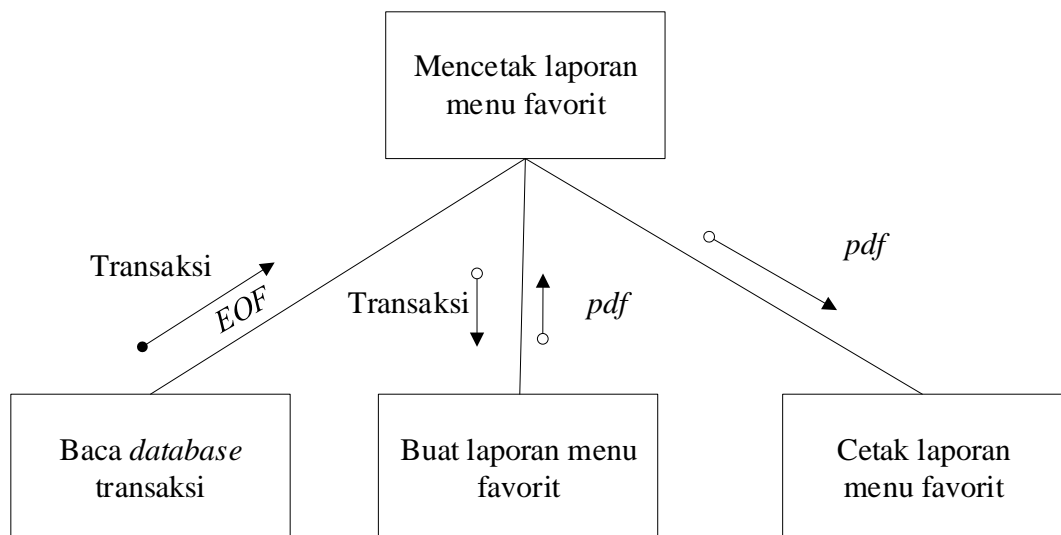 Mencetak laporan
menu favorit
Transaksi
EOF
Transaksi
pdf
pdf
Baca database
transaksi
Buat laporan menu
favorit
Cetak laporan
menu favorit